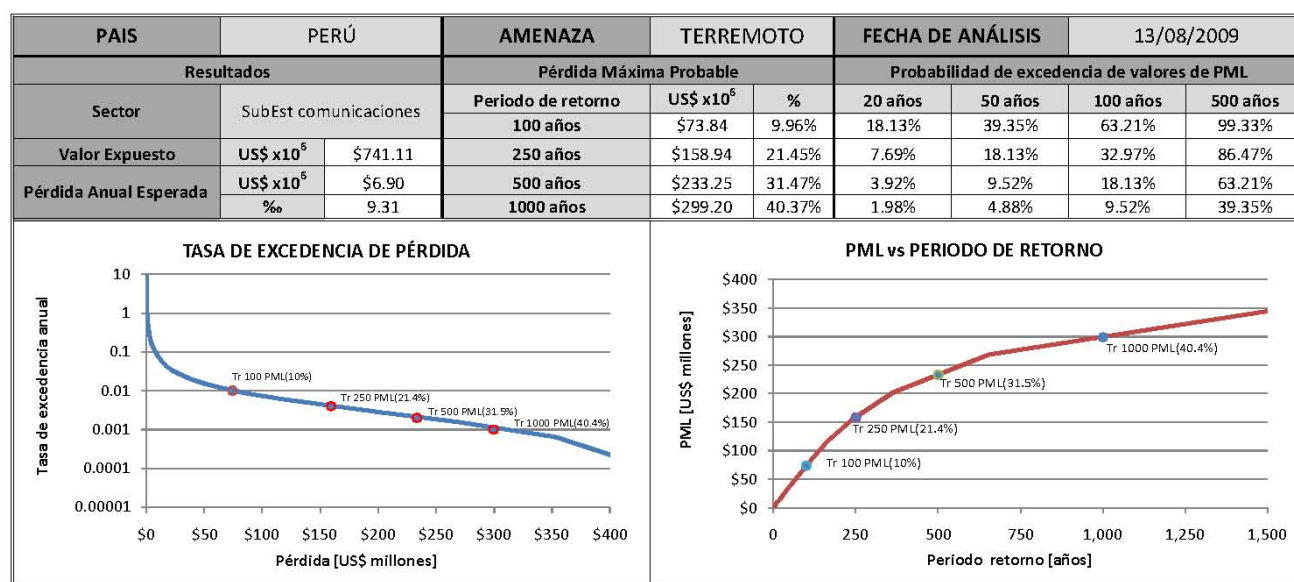 PAIS PERÚ AMENAZA TERREMOTO FECHA DE ANÁLISIS 13/08/2009
Resultados Pérdida Máxima Probable Probabilidad de excedencia de valores de PML
Sector SubEst comunicaciones Periodo de retorno US$ x10⁶ % 20 años 50 años 100 años 500 años
100 años $73.84 9.96% 18.13% 39.35% 63.21% 99.33%
Valor Expuesto US$ x10⁶ $741.11 250 años $158.94 21.45% 7.69% 18.13% 32.97% 86.47%
Pérdida Anual Esperada US$ x10⁶ $6.90 500 años $233.25 31.47% 3.92% 9.52% 18.13% 63.21%
‰ 9.31 1000 años $299.20 40.37% 1.98% 4.88% 9.52% 39.35%
TASA DE EXCEDENCIA DE PÉRDIDA
Tasa de excedencia anual
10
1
0.1
0.01
0.001
0.0001
0.00001
Tr 100 PML(10%)
Tr 250 PML(21.4%)
Tr 500 PML(31.5%)
Tr 1000 PML(40.4%)
$0 $50 $100 $150 $200 $250 $300 $350 $400
Pérdida [US$ millones]
PML vs PERIODO DE RETORNO
PML [US$ millones]
$400
$350
$300
$250
$200
$150
$100
$50
$0
Tr 1000 PML(40.4%)
Tr 500 PML(31.5%)
Tr 250 PML(21.4%)
Tr 100 PML(10%)
0 250 500 750 1,000 1,250 1,500
Periodo retorno [años]